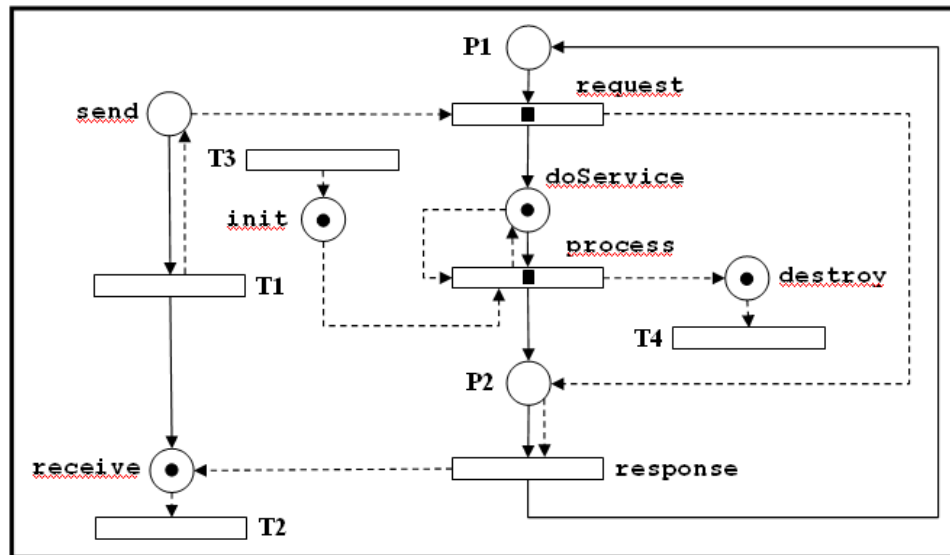 P1
request
send
T3
doService
init
process
T1
destroy
T4
P2
receive
response
T2